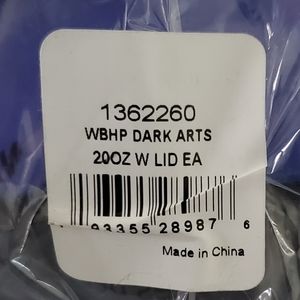 1362260
WBHP DARK ARTS
20OZ W LID EA
93355 28987 6
Made in China